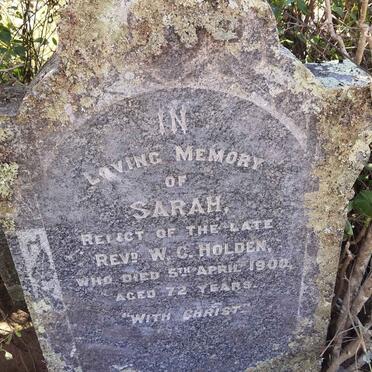 IN
LOVING MEMORY
OF
SARAH,
RELICT OF THE LATE
REVD W. C. HOLDEN,
WHO DIED 5TH APRIL 1900,
AGED 72 YEARS.
"WITH CHRIST."